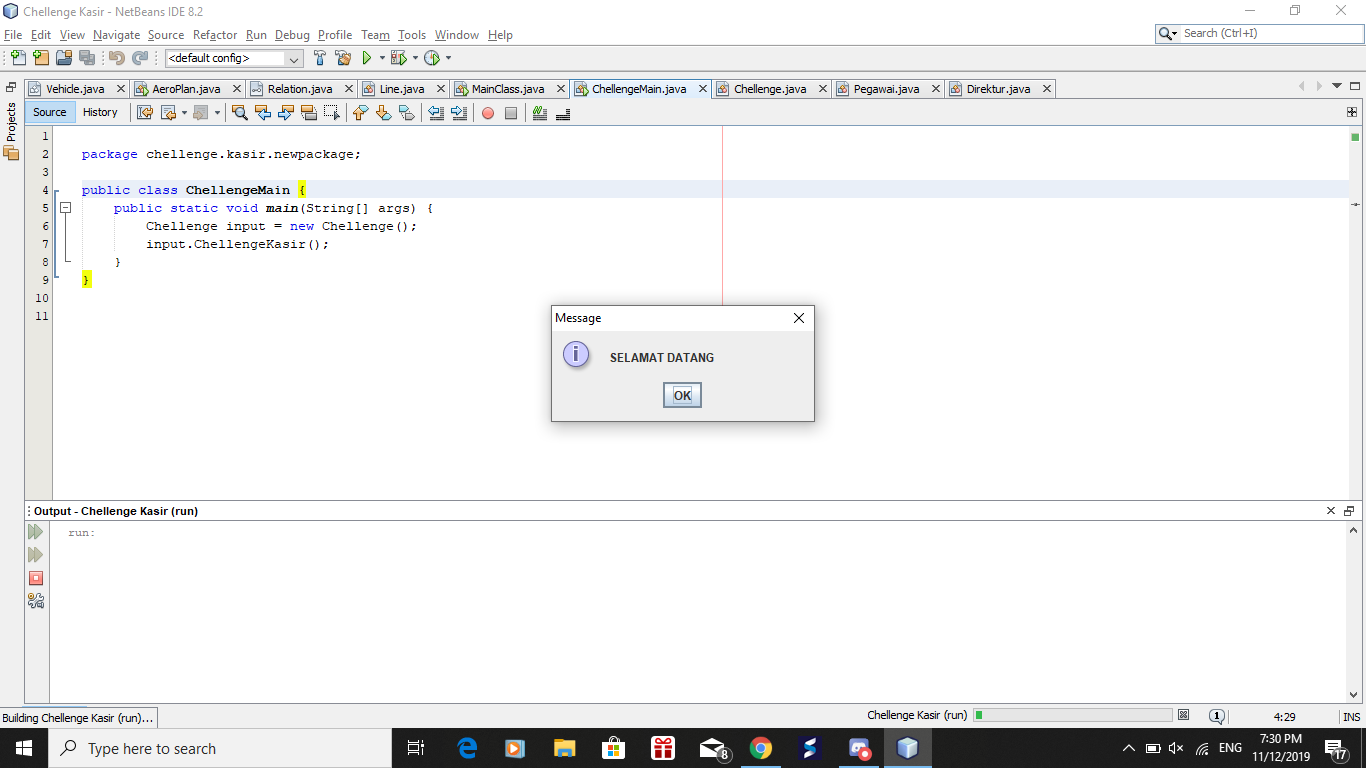 Chellenge Kasir - NetBeans IDE 8.2
File Edit View Navigate Source Refactor Run Debug Profile Team Tools Window Help
Search (Ctrl+I)
<default config>
Vehicle.java AeroPlan.java Relation.java Line.java MainClass.java ChellengeMain.java Chellenge.java Pegawai.java Direktur.java
Projects
Source History
1
2 package chellenge.kasir.newpackage;
3
4 public class ChellengeMain {
5 public static void main(String[] args) {
6 Chellenge input = new Chellenge();
7 input.ChellengeKasir();
8 }
9 }
10
11
Message
i
SELAMAT DATANG
OK
Output - Chellenge Kasir (run)
run:
Building Chellenge Kasir (run)...
Chellenge Kasir (run)
1
4:29
INS
Type here to search
8
ENG
7:30 PM
11/12/2019
17